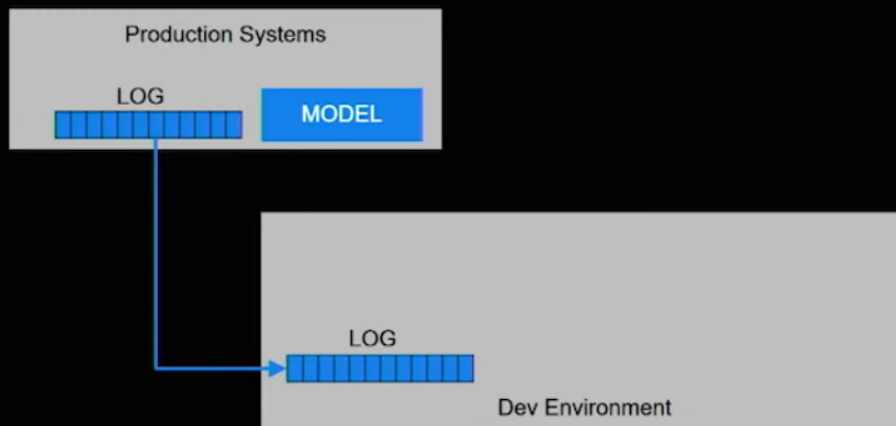 Production Systems
LOG
MODEL
LOG
Dev Environment